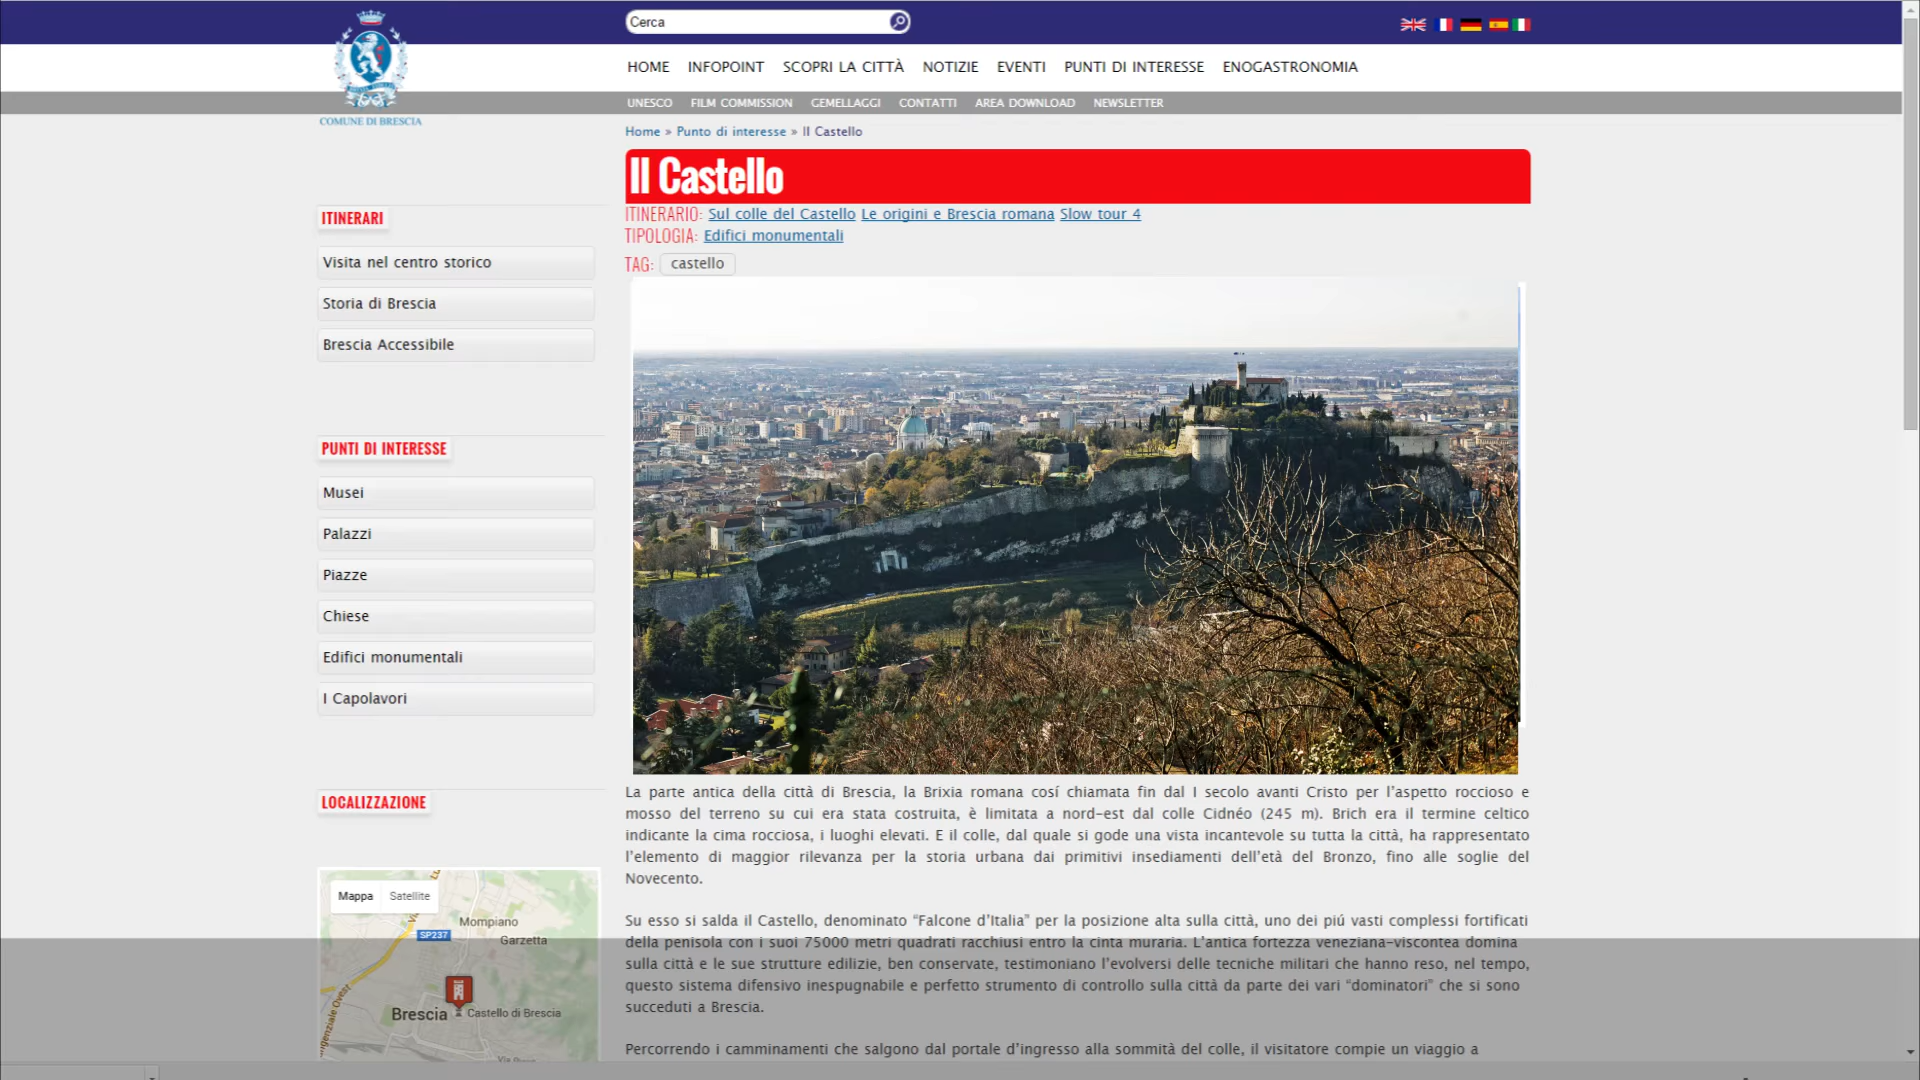 Cerca
HOME INFOPOINT SCOPRI LA CITTÀ NOTIZIE EVENTI PUNTI DI INTERESSE ENOGASTRONOMIA
UNESCO FILM COMMISSION GEMELLAGGI CONTATTI AREA DOWNLOAD NEWSLETTER
COMUNE DI BRESCIA
Home » Punto di interesse » Il Castello
Il Castello
ITINERARIO: Sul colle del Castello Le origini e Brescia romana Slow tour 4
TIPOLOGIA: Edifici monumentali
TAG: castello
ITINERARI
Visita nel centro storico
Storia di Brescia
Brescia Accessibile
PUNTI DI INTERESSE
Musei
Palazzi
Piazze
Chiese
Edifici monumentali
I Capolavori
LOCALIZZAZIONE
Mappa Satellite
Mompiano
SP237
Garzetta
Brescia
Castello di Brescia
La parte antica della città di Brescia, la Brixia romana cosí chiamata fin dal I secolo avanti Cristo per l'aspetto roccioso e
mosso del terreno su cui era stata costruita, è limitata a nord-est dal colle Cidnéo (245 m). Brich era il termine celtico
indicante la cima rocciosa, i luoghi elevati. E il colle, dal quale si gode una vista incantevole su tutta la città, ha rappresentato
l'elemento di maggior rilevanza per la storia urbana dai primitivi insediamenti dell'età del Bronzo, fino alle soglie del
Novecento.
Su esso si salda il Castello, denominato “Falcone d'Italia” per la posizione alta sulla città, uno dei piú vasti complessi fortificati
della penisola con i suoi 75000 metri quadrati racchiusi entro la cinta muraria. L'antica fortezza veneziana-viscontea domina
sulla città e le sue strutture edilizie, ben conservate, testimoniano l'evolversi delle tecniche militari che hanno reso, nel tempo,
questo sistema difensivo inespugnabile e perfetto strumento di controllo sulla città da parte dei vari “dominatori” che si sono
succeduti a Brescia.
Percorrendo i camminamenti che salgono dal portale d'ingresso alla sommità del colle, il visitatore compie un viaggio a